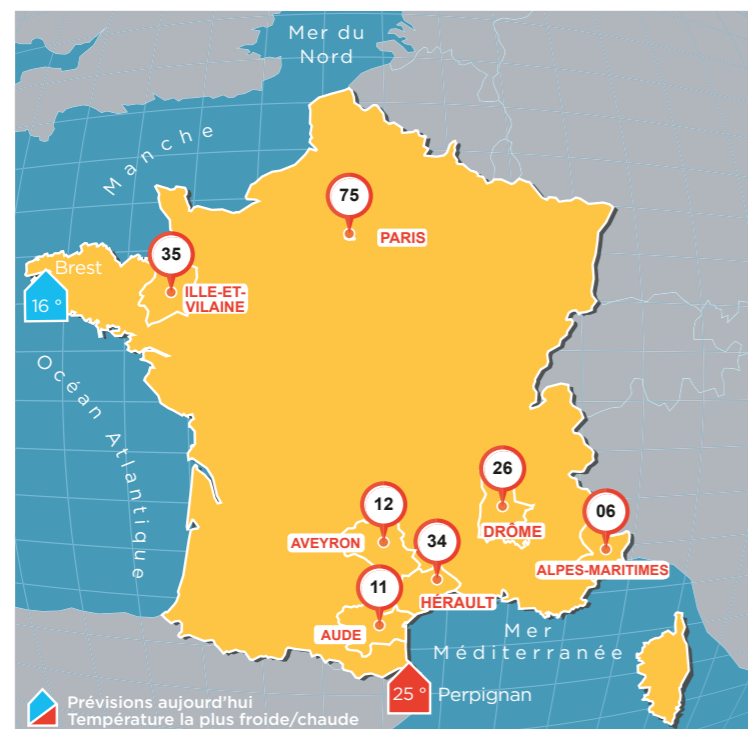 Mer du
Nord
Manche
75
PARIS
35
ILLE-ET-
VILAINE
Brest
16 °
Océan Atlantique
26
DRÔME
12
AVEYRON
34
HÉRAULT
06
ALPES-MARITIMES
11
AUDE
Mer
Méditerranée
25 ° Perpignan
Prévisions aujourd'hui
Température la plus froide/chaude